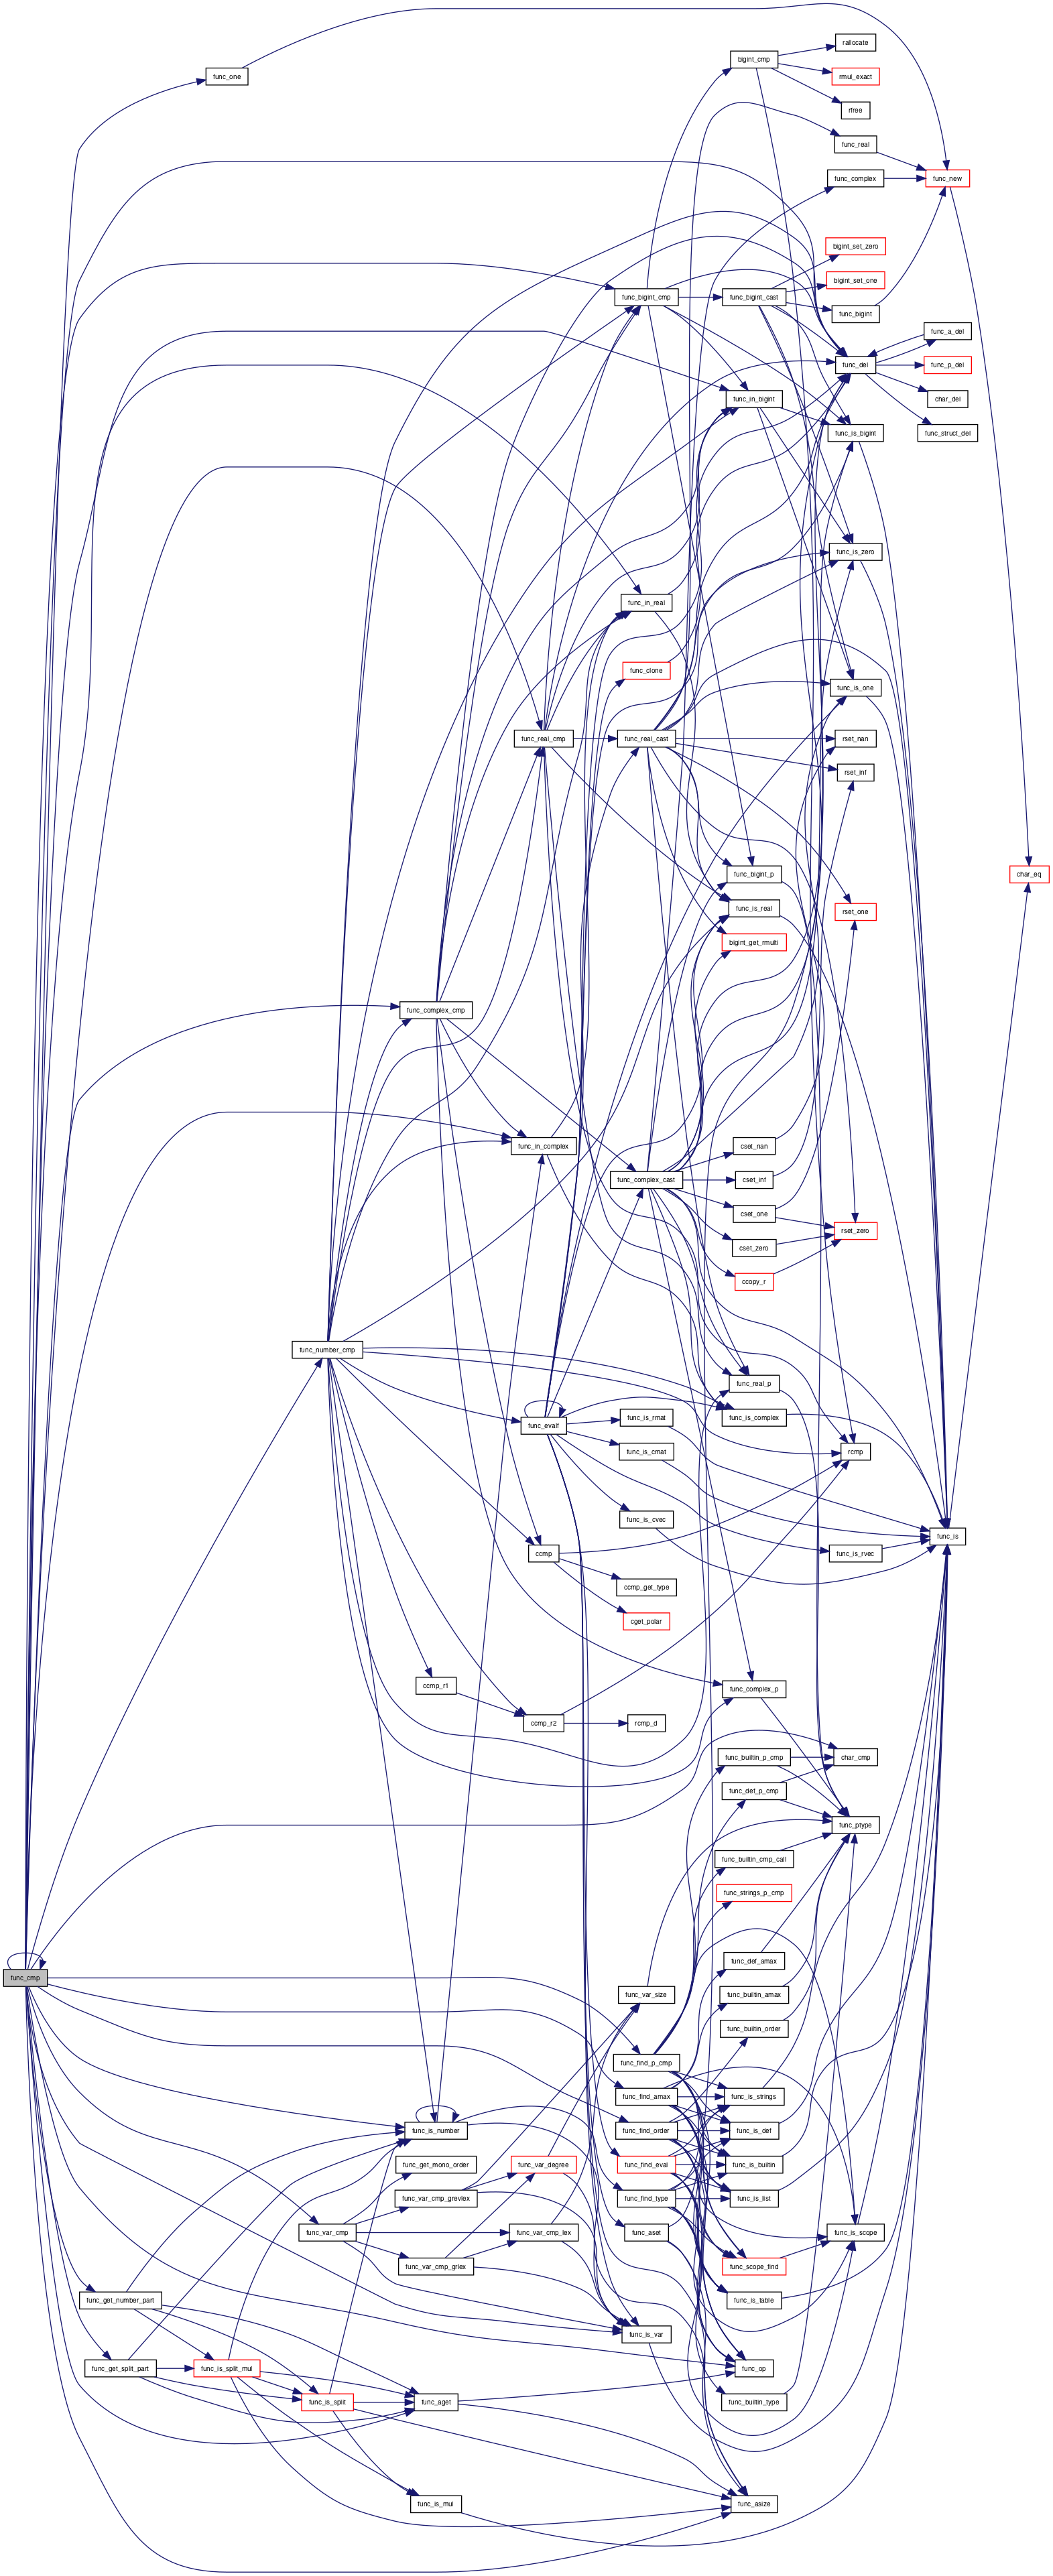 rallocate
bigint_cmp
func_one
rmul_exact
rfree
func_real
func_complex
func_new
bigint_set_zero
bigint_set_one
func_bigint_cmp
func_bigint_cast
func_bigint
func_a_del
func_del
func_p_del
func_in_bigint
char_del
func_is_bigint
func_struct_del
func_is_zero
func_in_real
func_clone
func_is_one
func_real_cmp
func_real_cast
rset_nan
rset_inf
func_bigint_p
char_eq
func_is_real
rset_one
bigint_get_rmulti
func_complex_cmp
func_in_complex
cset_nan
func_complex_cast
cset_inf
cset_one
rset_zero
cset_zero
ccopy_r
func_number_cmp
func_real_p
func_evalf
func_is_rmat
func_is_complex
func_is_cmat
rcmp
func_is_cvec
func_is
ccmp
func_is_rvec
ccmp_get_type
cget_polar
ccmp_r1
func_complex_p
ccmp_r2
rcmp_d
func_builtin_p_cmp
char_cmp
func_def_p_cmp
func_ptype
func_builtin_cmp_call
func_strings_p_cmp
func_def_amax
func_cmp
func_var_size
func_builtin_amax
func_builtin_order
func_find_p_cmp
func_find_amax
func_is_strings
func_is_number
func_find_order
func_is_def
func_get_mono_order
func_var_degree
func_find_eval
func_is_builtin
func_var_cmp_grevlex
func_find_type
func_is_list
func_var_cmp
func_var_cmp_lex
func_aset
func_is_scope
func_var_cmp_grlex
func_scope_find
func_get_number_part
func_is_table
func_is_var
func_get_split_part
func_is_split_mul
func_op
func_is_split
func_aget
func_builtin_type
func_is_mul
func_asize